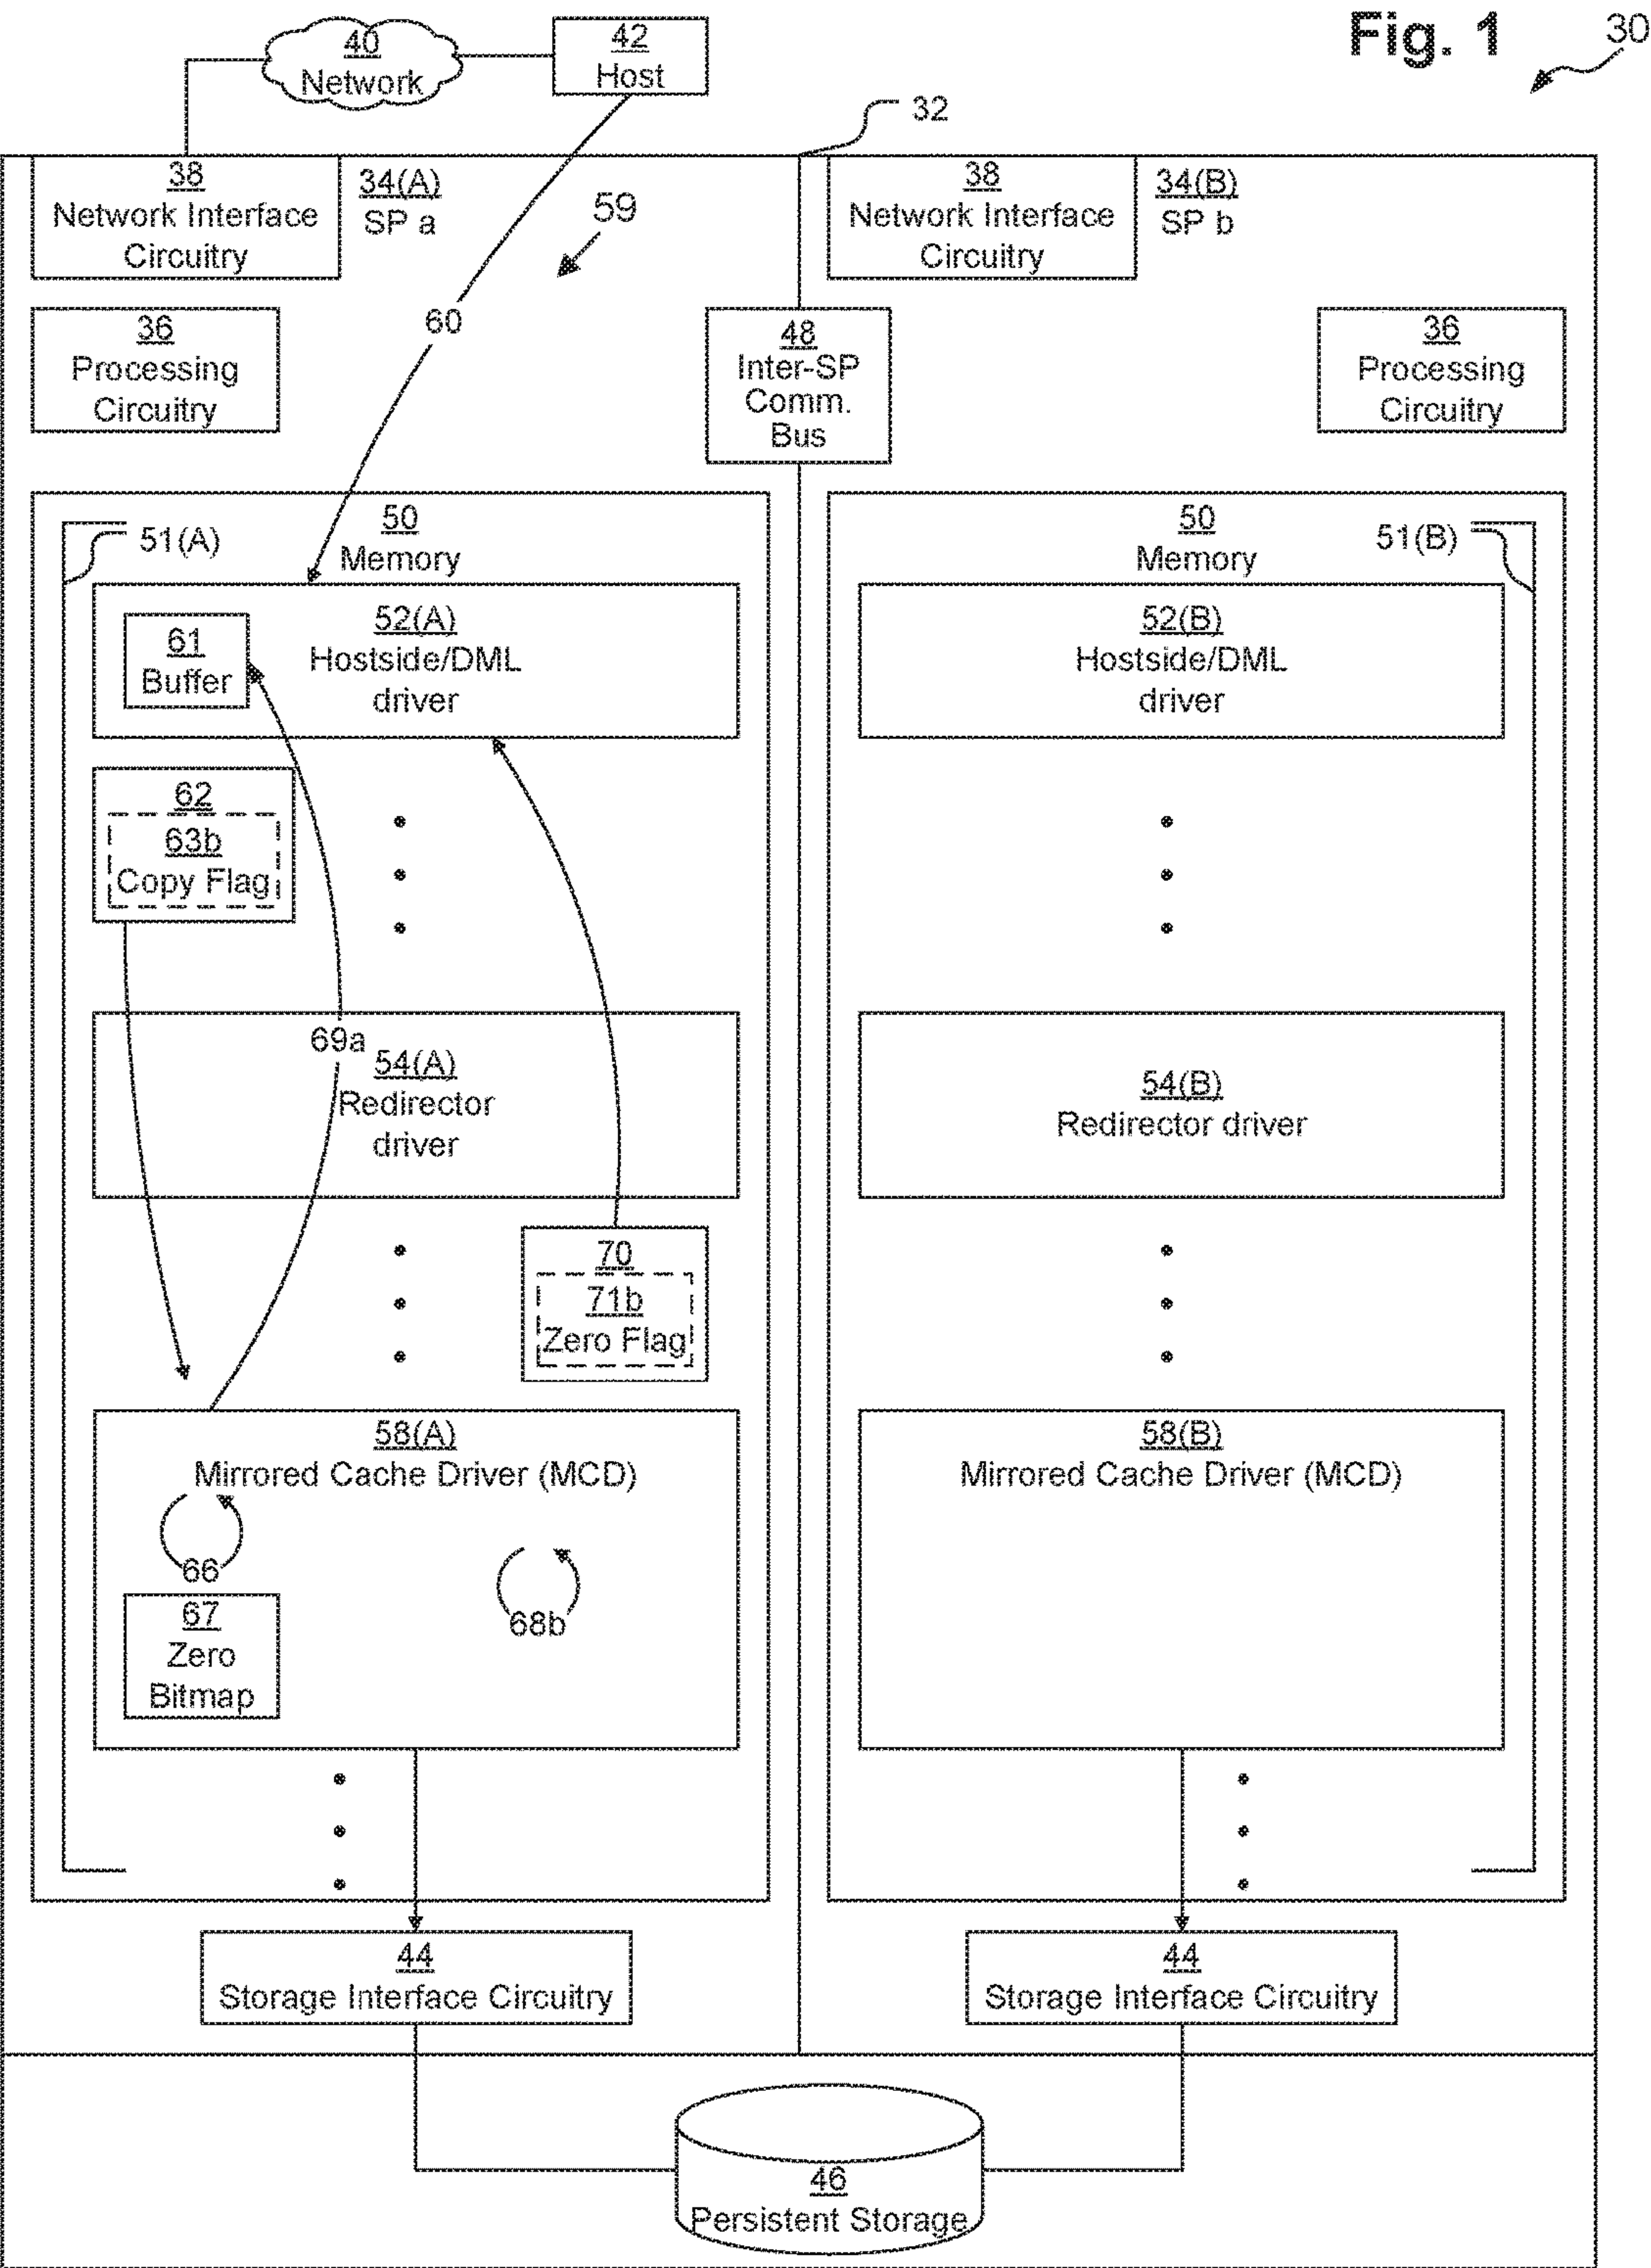 Fig. 1
30
40
Network
42
Host
32
38
Network Interface
Circuitry
34(A)
SP a
59
38
Network Interface
Circuitry
34(B)
SP b
60
36
Processing
Circuitry
48
Inter-SP
Comm.
Bus
36
Processing
Circuitry
50
Memory
51(A)
50
Memory
51(B)
61
Buffer
52(A)
Hostside/DML
driver
52(B)
Hostside/DML
driver
62
63b
Copy Flag
69a
54(A)
Redirector
driver
54(B)
Redirector driver
70
71b
Zero Flag
58(A)
Mirrored Cache Driver (MCD)
58(B)
Mirrored Cache Driver (MCD)
66
67
Zero
Bitmap
68b
44
Storage Interface Circuitry
44
Storage Interface Circuitry
46
Persistent Storage